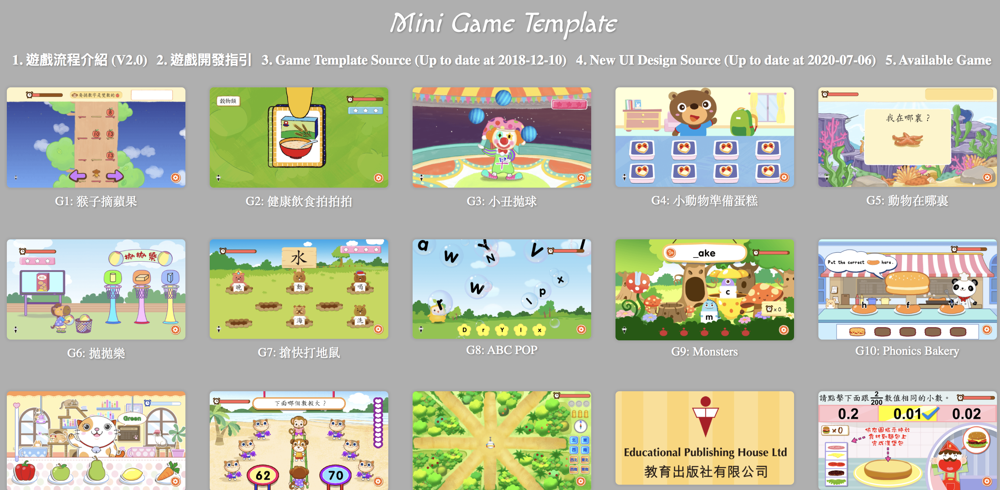 Mini Game Template
1. 遊戲流程介紹 (V2.0) 2. 遊戲開發指引 3. Game Template Source (Up to date at 2018-12-10) 4. New UI Design Source (Up to date at 2020-07-06) 5. Available Game
要摘數字是雙數的
8
10 13
13
G1: 猴子摘蘋果
穀物類
G2: 健康飲食拍拍拍
早
G3: 小丑拋球
G4: 小動物準備蛋糕
我在哪裏？
G5: 動物在哪裏
拋拋樂
餅乾
G6: 拋拋樂
水
晚 動 喝
海 洗
G7: 搶快打地鼠
a w Y N V l
w x
r l p
D r Y l x
G8: ABC POP
_ake
c
m
x 0
G9: Monsters
Put the correct here.
h f v
G10: Phonics Bakery
Green
下面哪個數較大？
62 70
北 東
西 南
西北 東北
西南 東南
Educational Publishing House Ltd
教育出版社有限公司
請點擊下面跟 2/200 數值相同的小數。
0.2 0.01 0.02
x 0
依右圖指示拖放
食材到麵包上
完成漢堡包